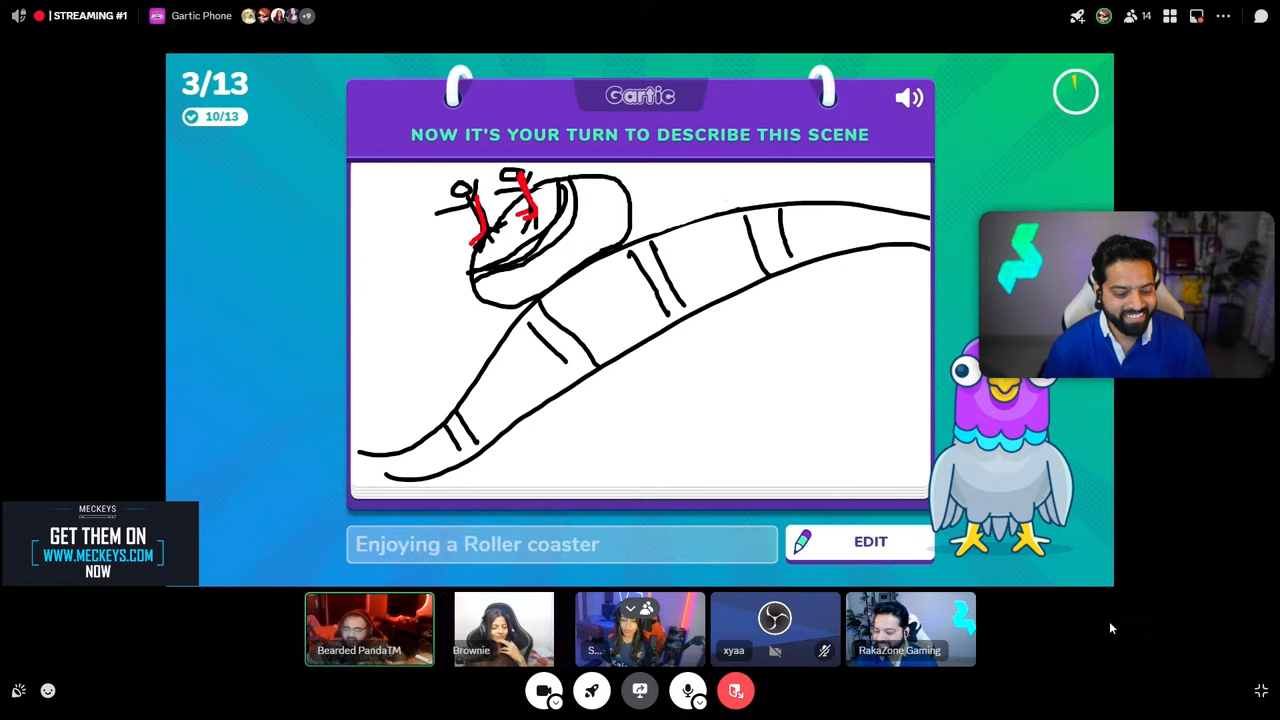 | STREAMING #1
Gartic Phone
+9
14
3/13
10/13
Gartic
NOW IT'S YOUR TURN TO DESCRIBE THIS SCENE
Enjoying a Roller coaster
EDIT
MECKEYS
GET THEM ON
WWW.MECKEYS.COM
NOW
Bearded PandaTM
Brownie
S...
xyaa
RakaZone Gaming